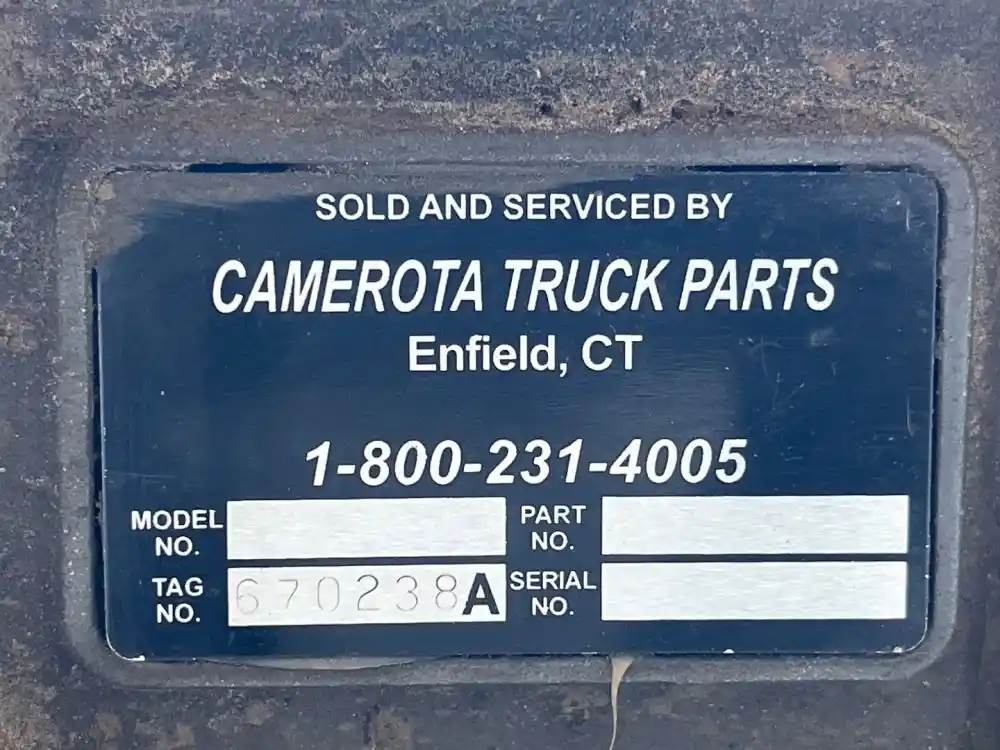 SOLD AND SERVICED BY
CAMEROTA TRUCK PARTS
Enfield, CT
1-800-231-4005
MODEL NO.
PART NO.
TAG NO. 670238A
SERIAL NO.